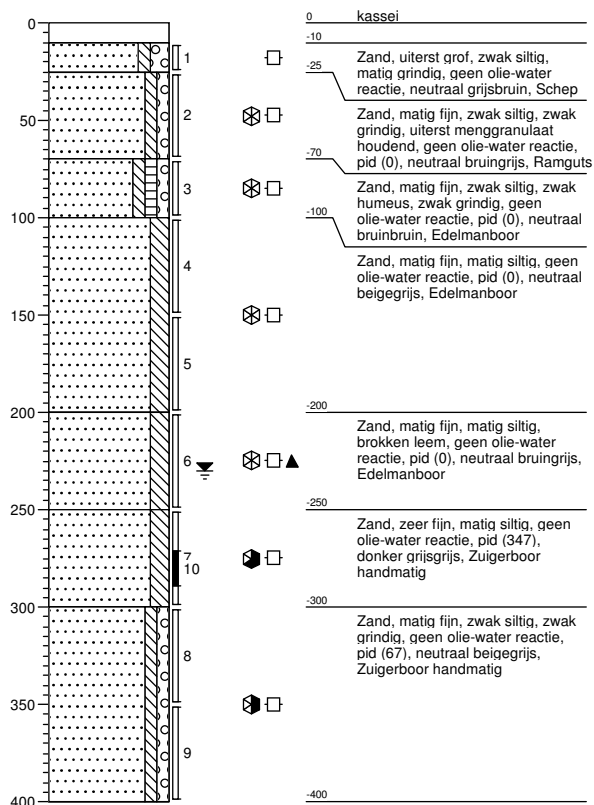 0
0
kassei
-10
Zand, uiterst grof, zwak siltig,
matig grindig, geen olie-water
reactie, neutraal grijsbruin, Schep
-25
1
50
2
Zand, matig fijn, zwak siltig, zwak
grindig, uiterst menggranulaat
houdend, geen olie-water reactie,
pid (0), neutraal bruingrijs, Ramguts
-70
3
Zand, matig fijn, zwak siltig, zwak
humeus, zwak grindig, geen
olie-water reactie, pid (0), neutraal
bruinbruin, Edelmanboor
100
-100
4
Zand, matig fijn, matig siltig, geen
olie-water reactie, pid (0), neutraal
beigegrijs, Edelmanboor
150
5
200
-200
6
Zand, matig fijn, matig siltig,
brokken leem, geen olie-water
reactie, pid (0), neutraal bruingrijs,
Edelmanboor
250
-250
7
10
Zand, zeer fijn, matig siltig, geen
olie-water reactie, pid (347),
donker grijsgrijs, Zuigerboor
handmatig
300
-300
8
Zand, matig fijn, zwak siltig, zwak
grindig, geen olie-water reactie,
pid (67), neutraal beigegrijs,
Zuigerboor handmatig
350
9
400
-400